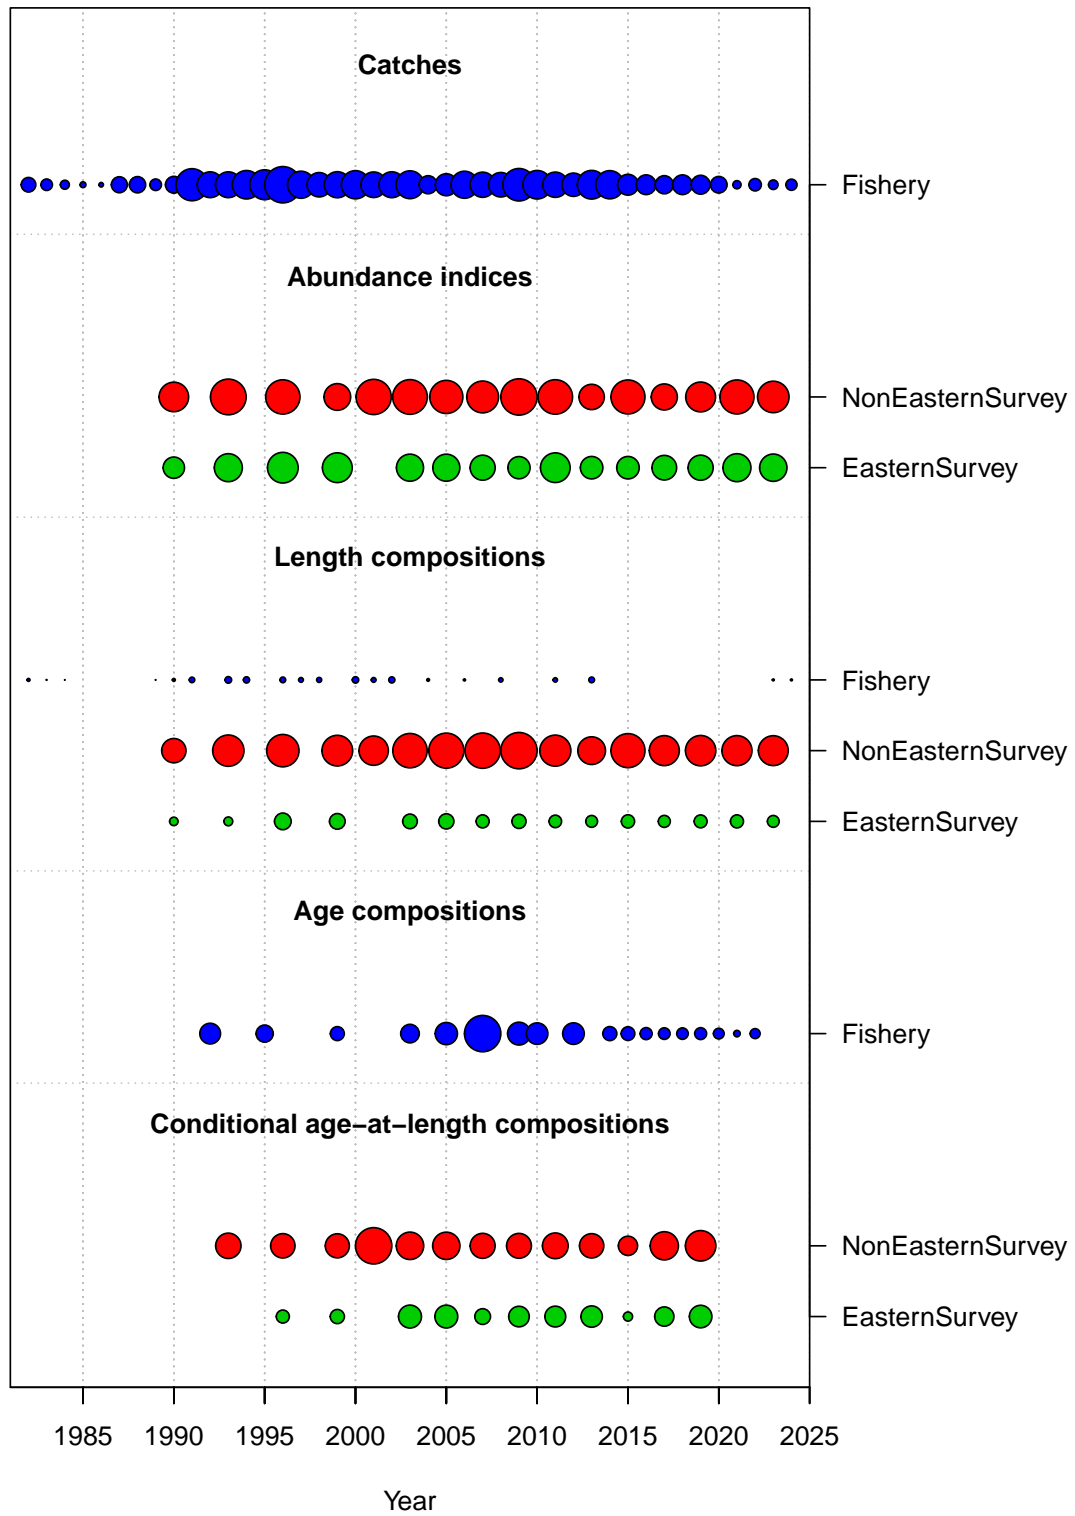 Catches
Fishery
Abundance indices
NonEasternSurvey
EasternSurvey
Length compositions
Fishery
NonEasternSurvey
EasternSurvey
Age compositions
Fishery
Conditional age−at−length compositions
NonEasternSurvey
EasternSurvey
1985 1990 1995 2000 2005 2010 2015 2020 2025
Year